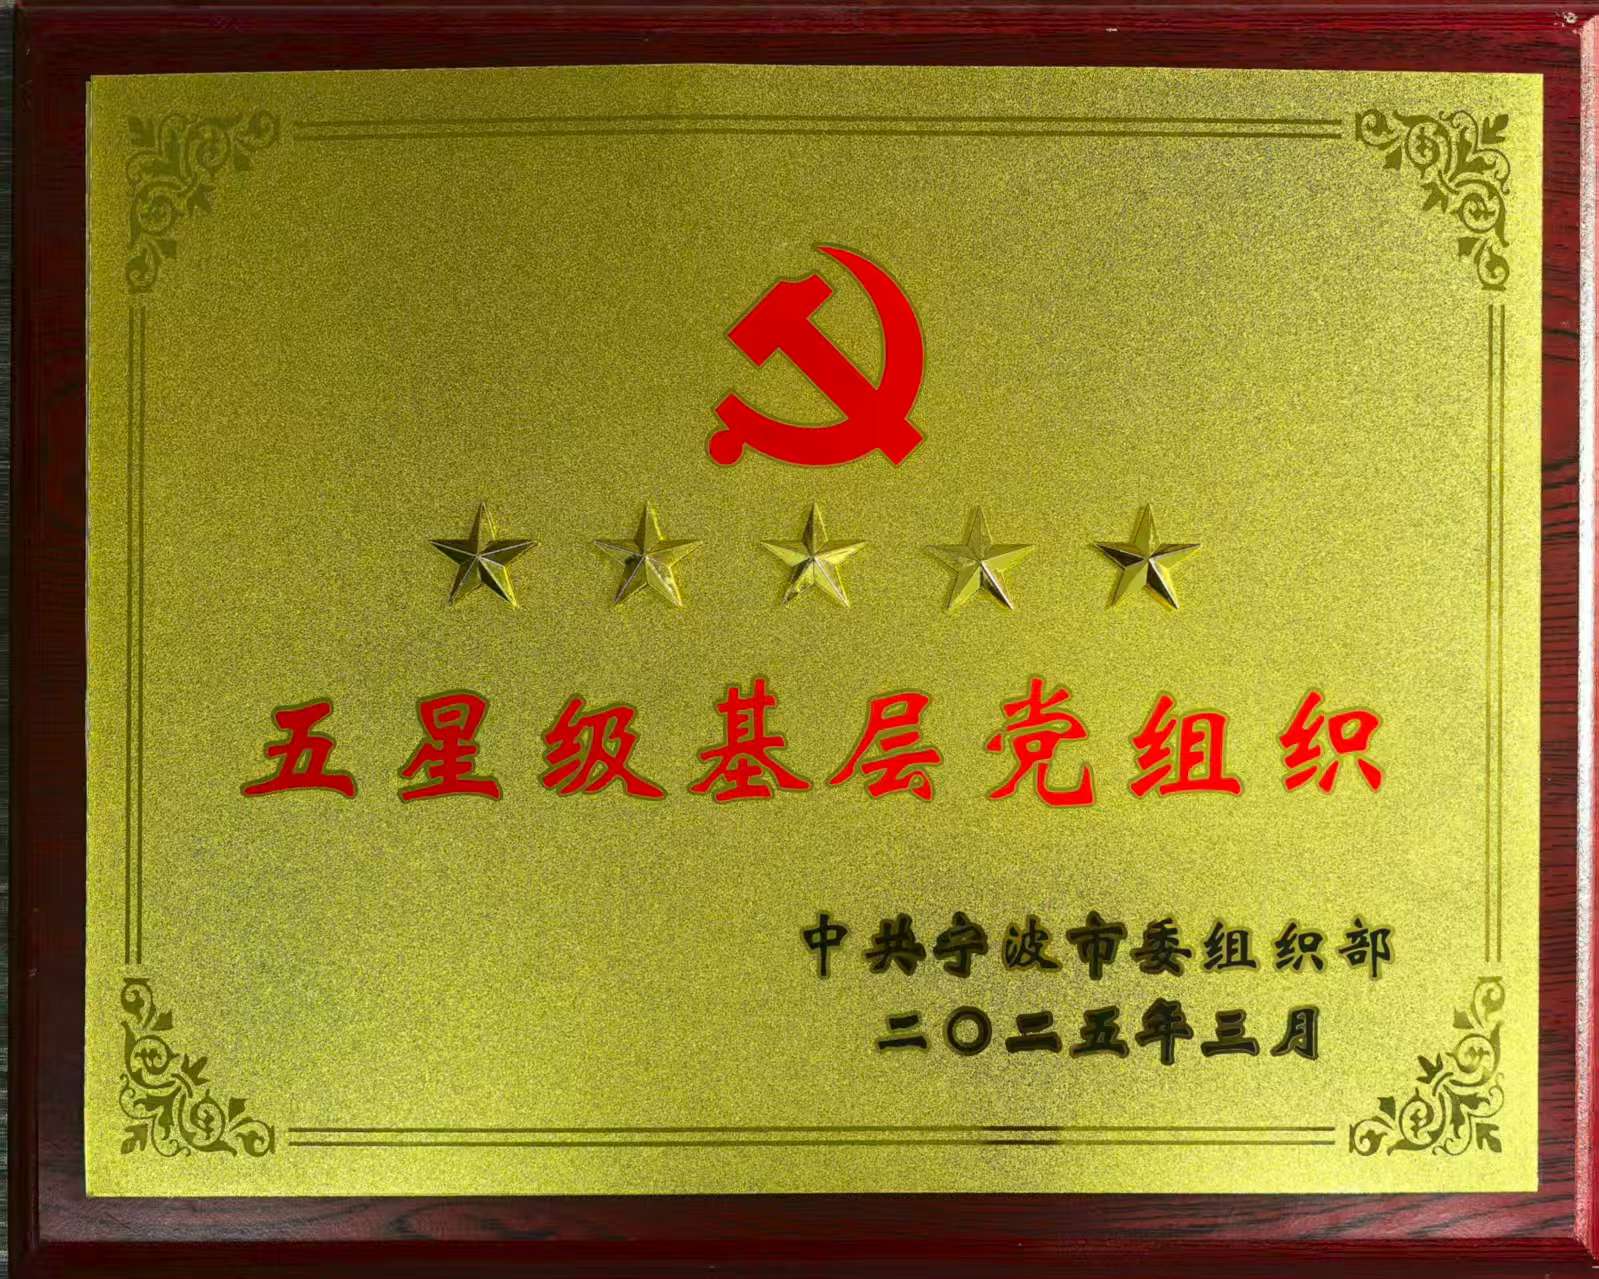 五星级基层党组织
中共宁波市委组织部
二〇二五年三月